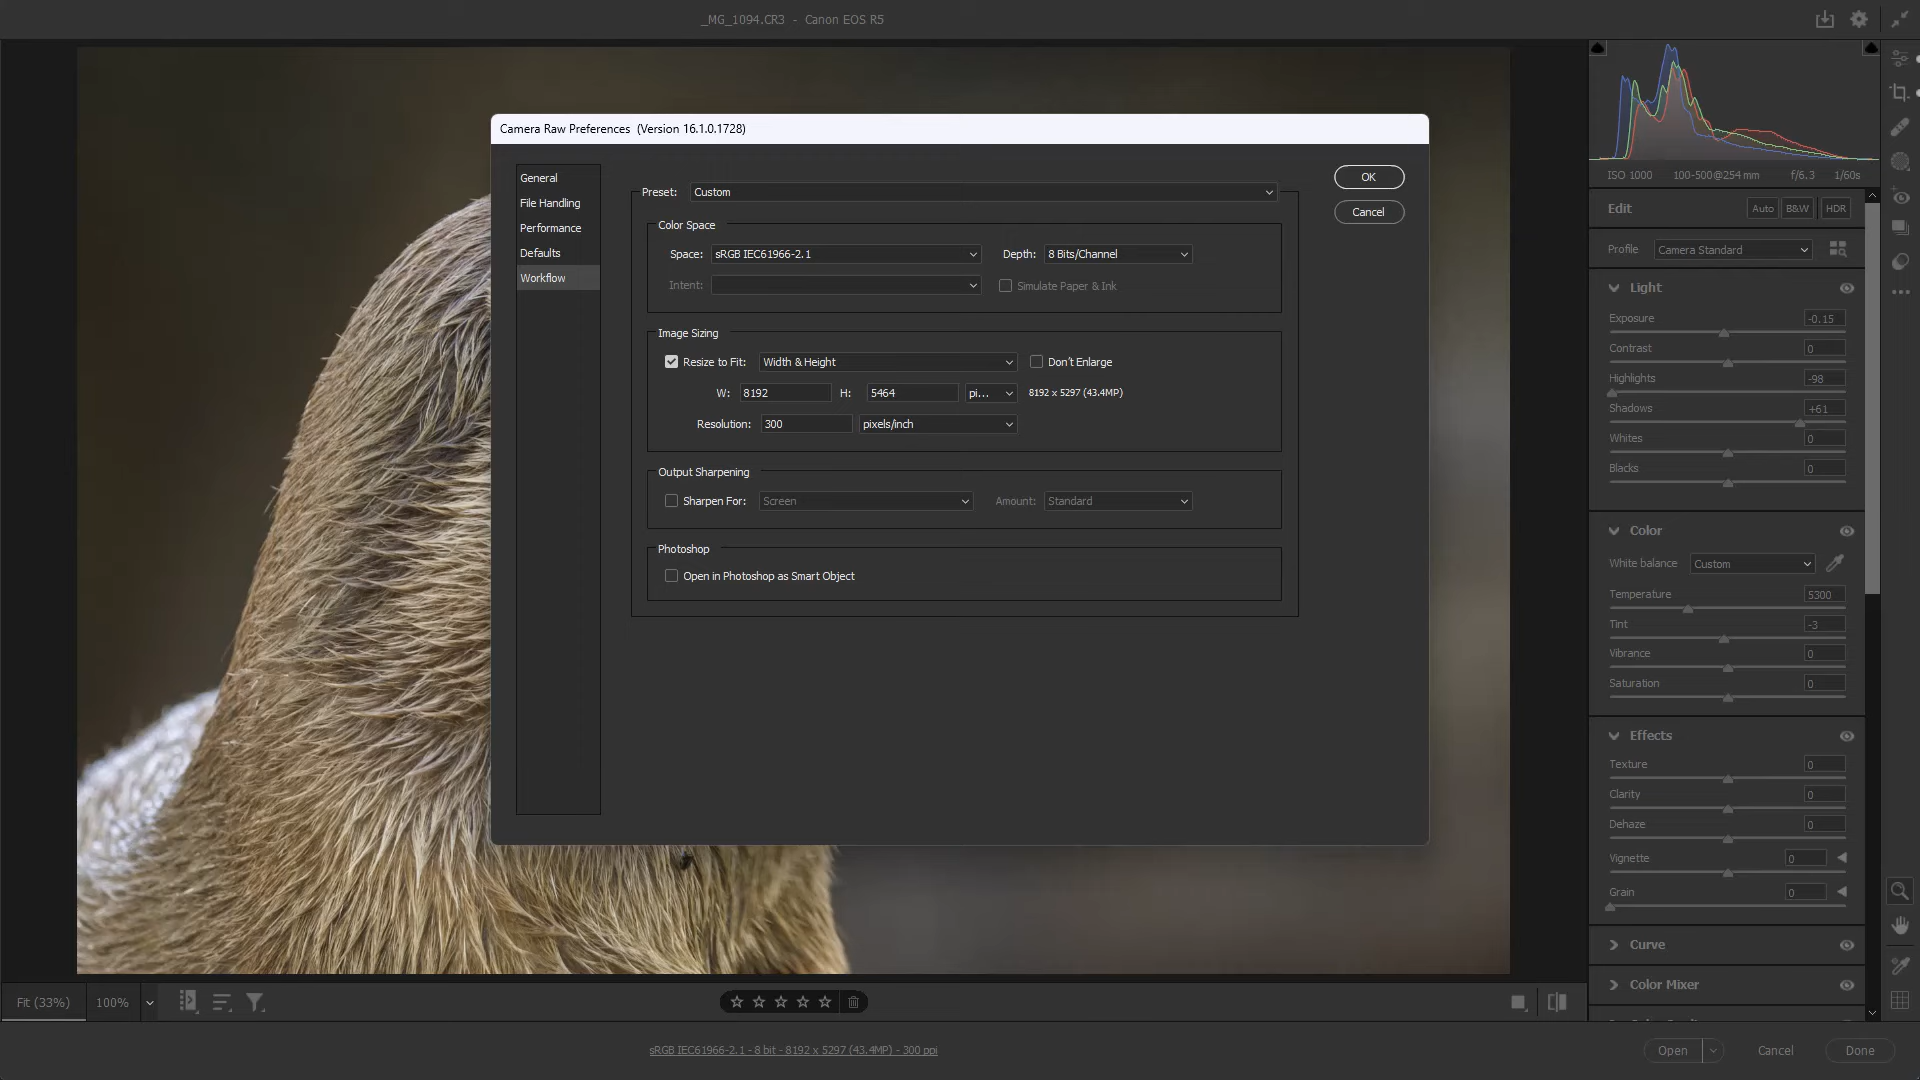 _MG_1094.CR3 - Canon EOS R5
Camera Raw Preferences (Version 16.1.0.1728)
General
File Handling
Performance
Defaults
Workflow
Preset: Custom
OK
Cancel
Color Space
Space: sRGB IEC61966-2.1 Depth: 8 Bits/Channel
Intent: Simulate Paper & Ink
Image Sizing
Resize to Fit: Width & Height Don't Enlarge
W: 8192 H: 5464 pi... 8192 x 5297 (43.4MP)
Resolution: 300 pixels/inch
Output Sharpening
Sharpen For: Screen Amount: Standard
Photoshop
Open in Photoshop as Smart Object
ISO 1000 100-500@254 mm f/6.3 1/60s
Edit Auto B&W HDR
Profile Camera Standard
Light
Exposure -0.15
Contrast 0
Highlights -98
Shadows +61
Whites 0
Blacks 0
Color
White balance Custom
Temperature 5300
Tint -3
Vibrance 0
Saturation 0
Effects
Texture 0
Clarity 0
Dehaze 0
Vignette 0
Grain 0
Curve
Color Mixer
Fit (33%) 100%
sRGB IEC61966-2.1 - 8 bit - 8192 x 5297 (43.4MP) - 300 ppi
Open Cancel Done